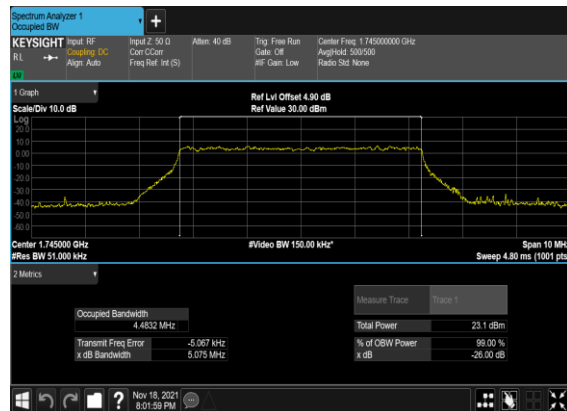 Spectrum Analyzer 1
Occupied BW
KEYSIGHT
R L
LW
Input: RF
Coupling: DC
Align: Auto
Input Z: 50 Ω
Corr CCorr
Freq Ref: Int (S)
Atten: 40 dB
Trig: Free Run
Gate: Off
#IF Gain: Low
Center Freq: 1.745000000 GHz
Avg|Hold: 500/500
Radio Std: None
1 Graph
Scale/Div 10.0 dB
Ref Lvl Offset 4.90 dB
Ref Value 30.00 dBm
Log
20.0
10.0
0.00
-10.0
-20.0
-30.0
-40.0
-50.0
-60.0
Center 1.745000 GHz
#Res BW 51.000 kHz
#Video BW 150.00 kHz*
Span 10 MHz
Sweep 4.80 ms (1001 pts
2 Metrics
Measure Trace
Trace 1
Occupied Bandwidth
4.4832 MHz
Total Power
23.1 dBm
Transmit Freq Error
-5.067 kHz
% of OBW Power
99.00 %
x dB Bandwidth
5.075 MHz
x dB
-26.00 dB
?
Nov 18, 2021
8:01:59 PM